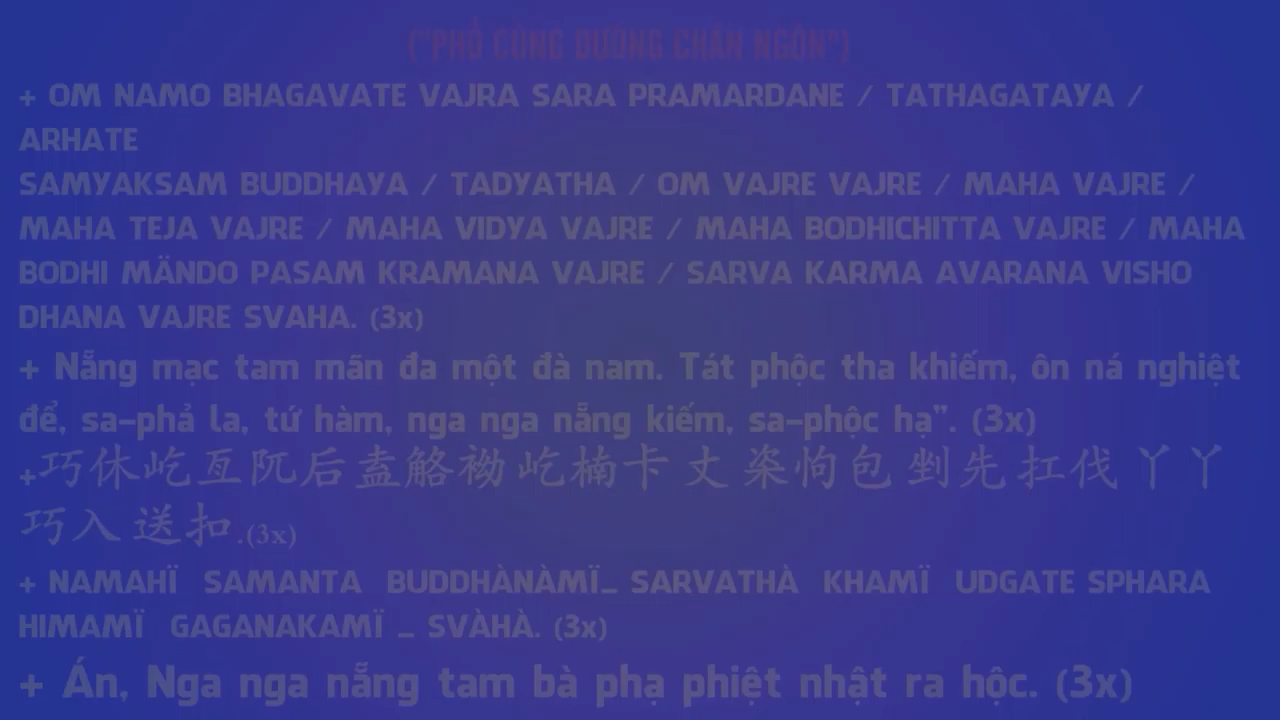 ("PHỔ CÚNG DƯỜNG CHÂN NGÔN")
+ OM NAMO BHAGAVATE VAJRA SARA PRAMARDANE / TATHAGATAYA /
ARHATE
SAMYAKSAM BUDDHAYA / TADYATHA / OM VAJRE VAJRE / MAHA VAJRE /
MAHA TEJA VAJRE / MAHA VIDYA VAJRE / MAHA BODHICHITTA VAJRE / MAHA
BODHI MÄNDO PASAM KRAMANA VAJRE / SARVA KARMA AVARANA VISHO
DHANA VAJRE SVAHA. (3x)
+ Nẵng mạc tam mãn đa một đà nam. Tát phộc tha khiếm, ôn ná nghiệt
để, sa-phả la, tứ hàm, nga nga nẵng kiếm, sa-phộc hạ". (3x)
+巧休屹亙阢后盍觡袎屹楠卡丈柒怐包剉先扛伐丫丫
巧入送扣.(3x)
+ NAMAHÏ SAMANTA BUDDHÀNÀMÏ_ SARVATHÀ KHAMÏ UDGATE SPHARA
HIMAMÏ GAGANAKAMÏ _ SVÀHÀ. (3x)
+ Án, Nga nga nẵng tam bà phạ phiệt nhật ra hộc. (3x)